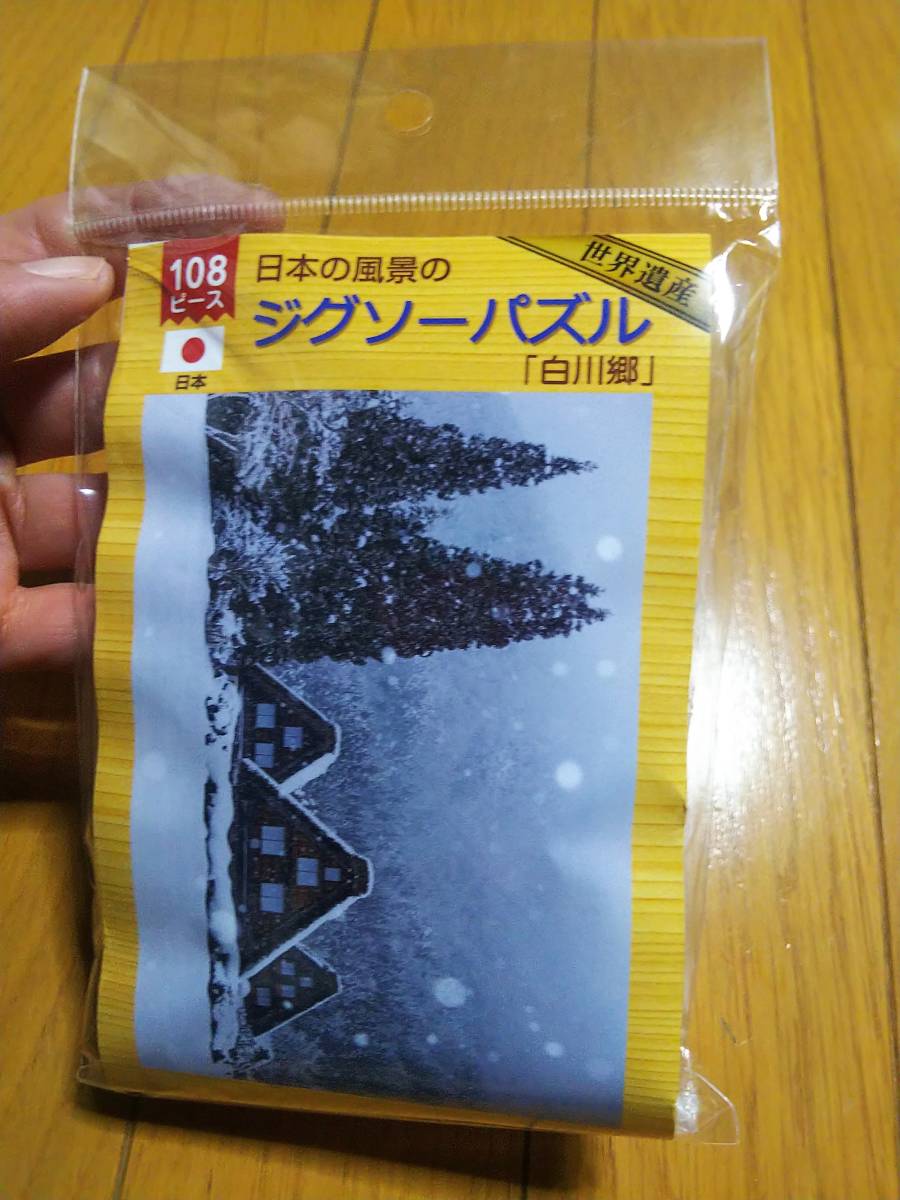 108
ピース
日本
日本の風景の
ジグソーパズル
「白川郷」
世界遺産